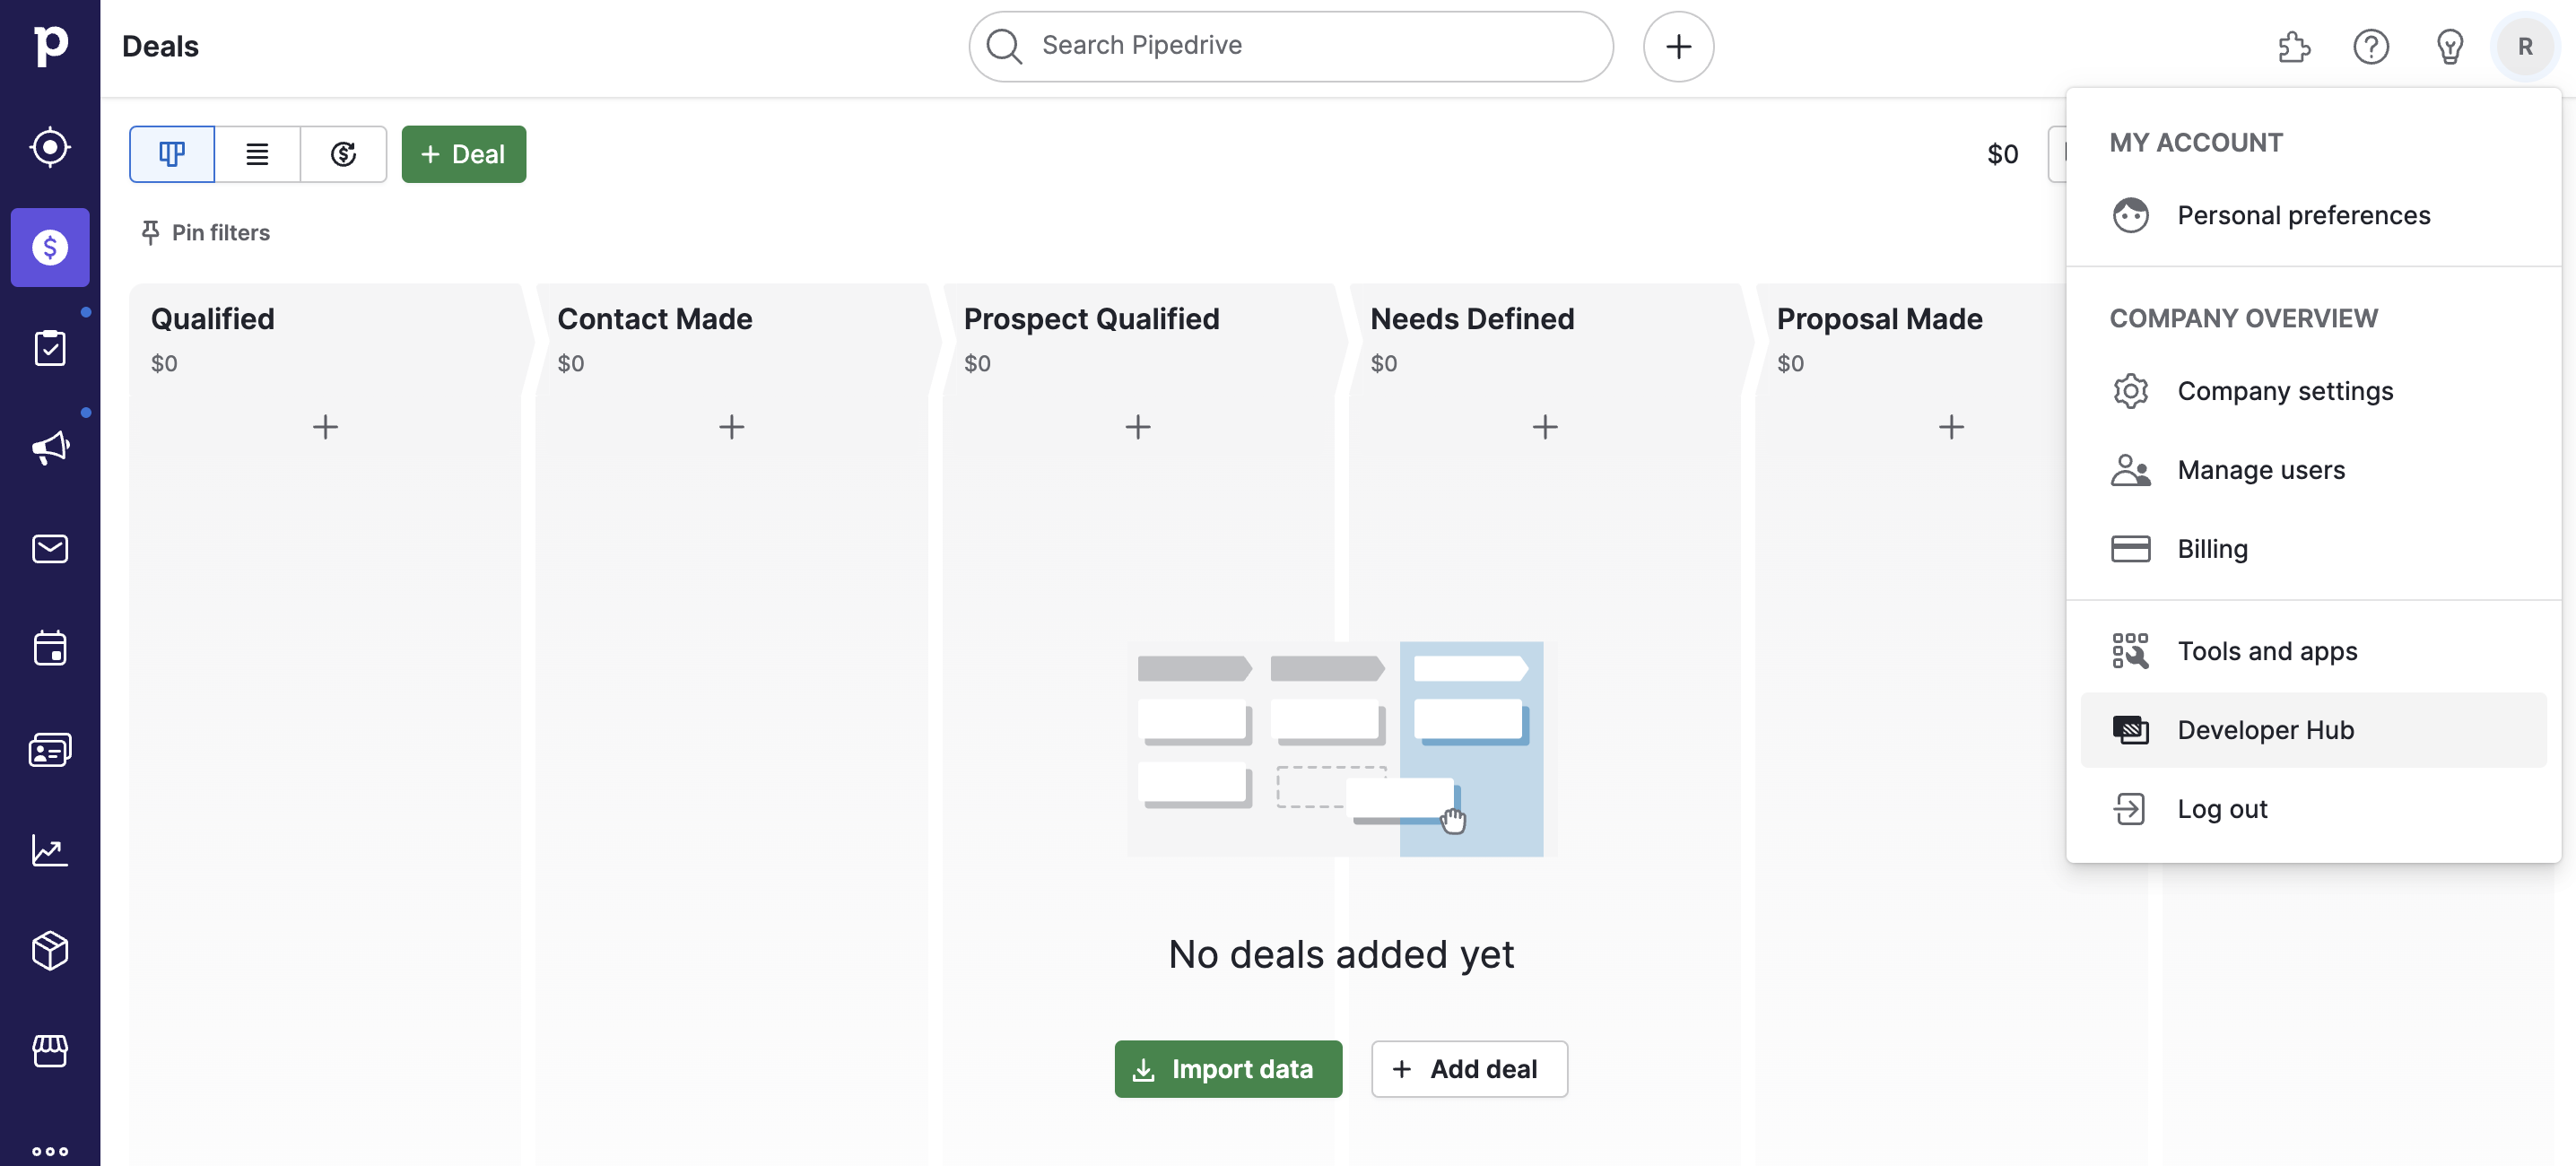 p
Deals
Search Pipedrive
R
Deal
$0
Pin filters
MY ACCOUNT
Personal preferences
COMPANY OVERVIEW
Company settings
Manage users
Billing
Tools and apps
Developer Hub
Log out
Qualified
$0
Contact Made
$0
Prospect Qualified
$0
Needs Defined
$0
Proposal Made
$0
No deals added yet
Import data
Add deal